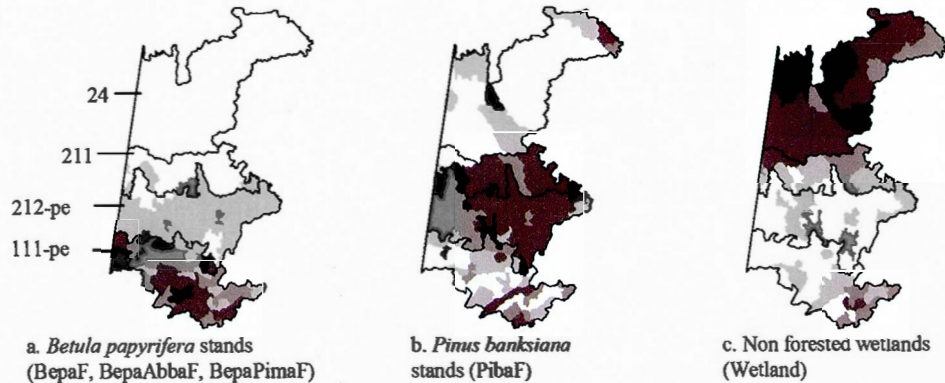 24
211
212-pe
111-pe
a. Betula papyrifera stands
(BepaF, BepaAbbaF, BepaPimaF)
b. Pinus banksiana
stands (PibaF)
c. Non forested wetlands
(Wetland)